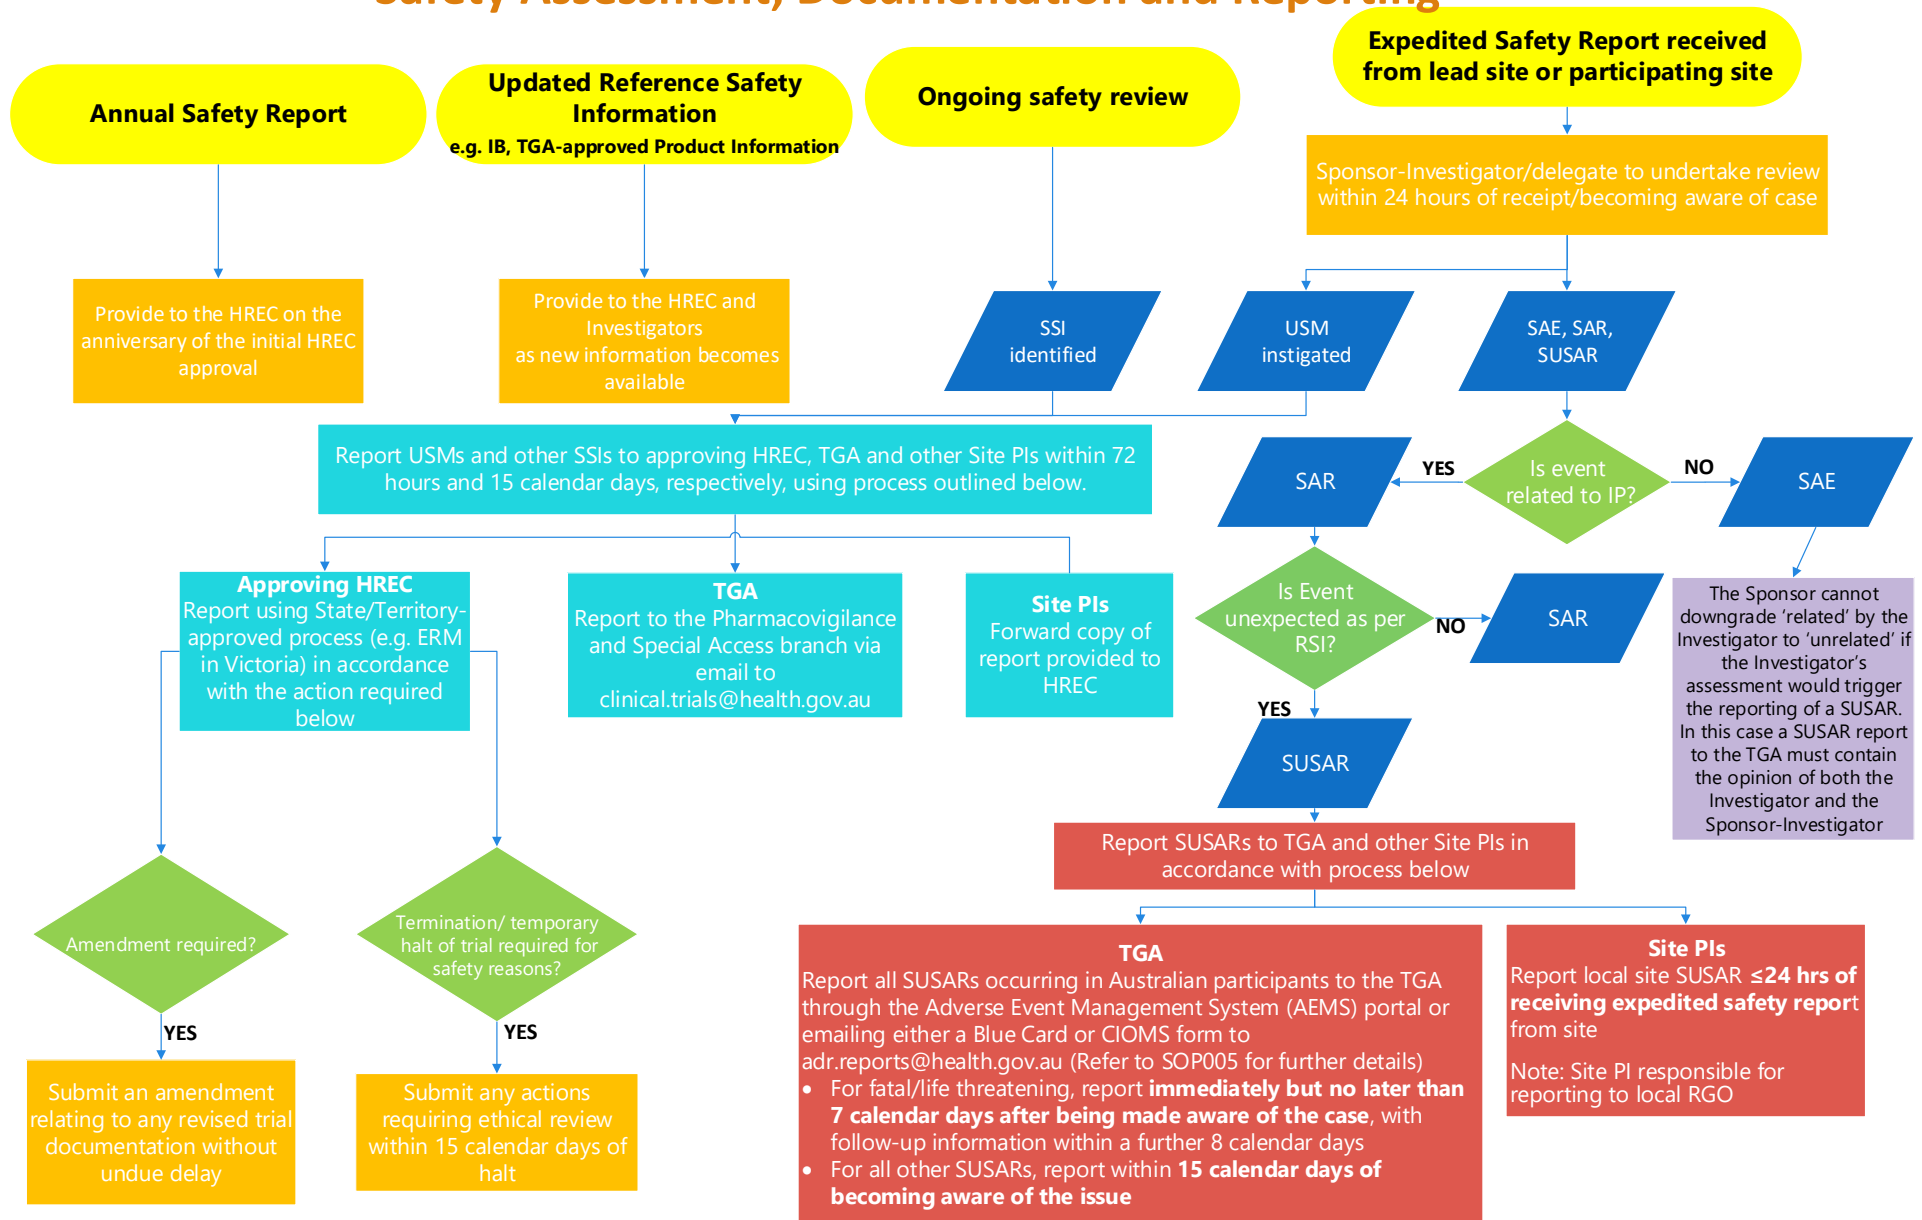 Safety Assessment, Documentation and Reporting
Annual Safety Report
Updated Reference Safety
Information
e.g. IB, TGA-approved Product Information
Ongoing safety review
Expedited Safety Report received
from lead site or participating site
Sponsor-Investigator/delegate to undertake review
within 24 hours of receipt/becoming aware of case
Provide to the HREC on the
anniversary of the initial HREC
approval
Provide to the HREC and
Investigators
as new information becomes
available
SSI
identified
USM
instigated
SAE, SAR,
SUSAR
Report USMs and other SSIs to approving HREC, TGA and other Site PIs within 72
hours and 15 calendar days, respectively, using process outlined below.
SAR
YES
Is event
related to IP?
NO
SAE
Approving HREC
Report using State/Territory-
approved process (e.g. ERM
in Victoria) in accordance
with the action required
below
TGA
Report to the Pharmacovigilance
and Special Access branch via
email to
clinical.trials@health.gov.au
Site PIs
Forward copy of
report provided to
HREC
Is Event
unexpected as per
RSI?
NO
SAR
The Sponsor cannot
downgrade ‘related’ by the
Investigator to ‘unrelated’ if
the Investigator’s
assessment would trigger
the reporting of a SUSAR.
In this case a SUSAR report
to the TGA must contain
the opinion of both the
Investigator and the
Sponsor-Investigator
YES
SUSAR
Report SUSARs to TGA and other Site PIs in
accordance with process below
Amendment required?
Termination/ temporary
halt of trial required for
safety reasons?
YES
YES
Submit an amendment
relating to any revised trial
documentation without
undue delay
Submit any actions
requiring ethical review
within 15 calendar days of
halt
TGA
Report all SUSARs occurring in Australian participants to the TGA
through the Adverse Event Management System (AEMS) portal or
emailing either a Blue Card or CIOMS form to
adr.reports@health.gov.au (Refer to SOP005 for further details)
• For fatal/life threatening, report immediately but no later than
7 calendar days after being made aware of the case, with
follow-up information within a further 8 calendar days
• For all other SUSARs, report within 15 calendar days of
becoming aware of the issue
Site PIs
Report local site SUSAR ≤24 hrs of
receiving expedited safety report
from site
Note: Site PI responsible for
reporting to local RGO